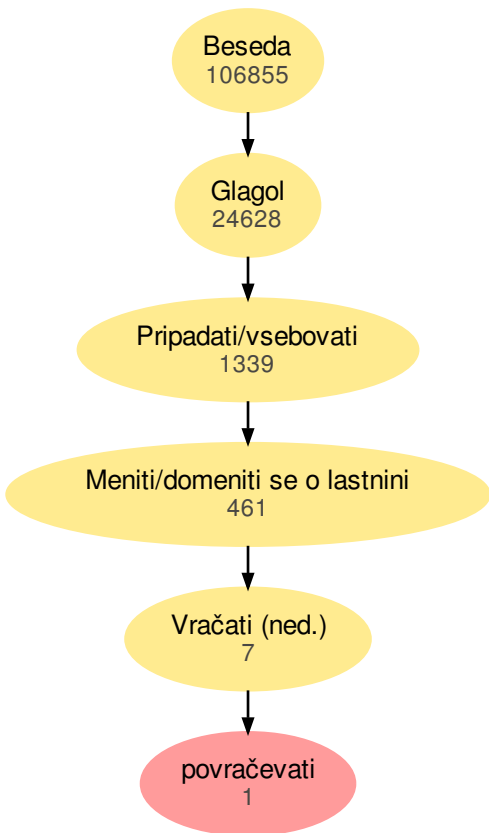 Beseda
106855
Glagol
24628
Pripadati/vsebovati
1339
Meniti/domeniti se o lastnini
461
Vračati (ned.)
7
povračevati
1